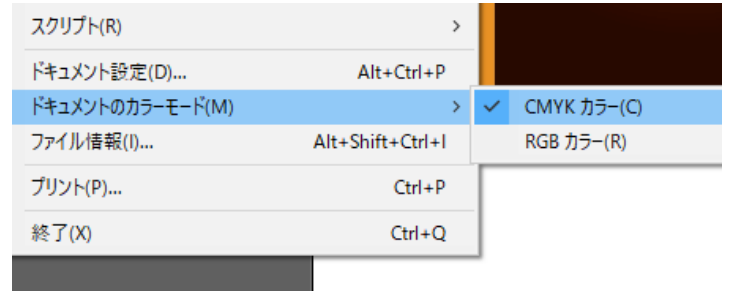 スクリプト(R)
ドキュメント設定(D)... Alt+Ctrl+P
ドキュメントのカラーモード(M)
CMYK カラー(C)
ファイル情報(I)... Alt+Shift+Ctrl+I
RGB カラー(R)
プリント(P)... Ctrl+P
終了(X) Ctrl+Q